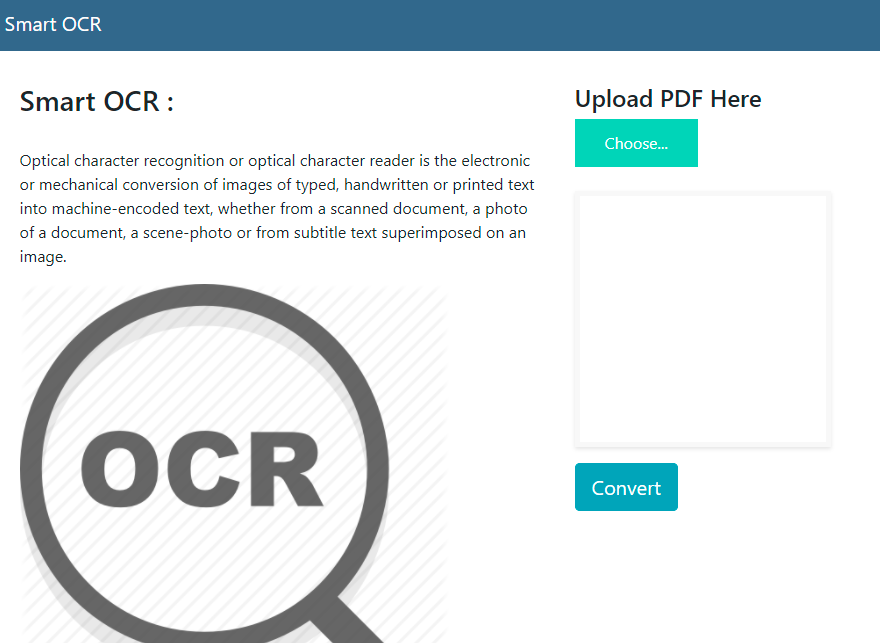 Smart OCR
Smart OCR :
Optical character recognition or optical character reader is the electronic
or mechanical conversion of images of typed, handwritten or printed text
into machine-encoded text, whether from a scanned document, a photo
of a document, a scene-photo or from subtitle text superimposed on an
image.
OCR
Upload PDF Here
Choose...
Convert